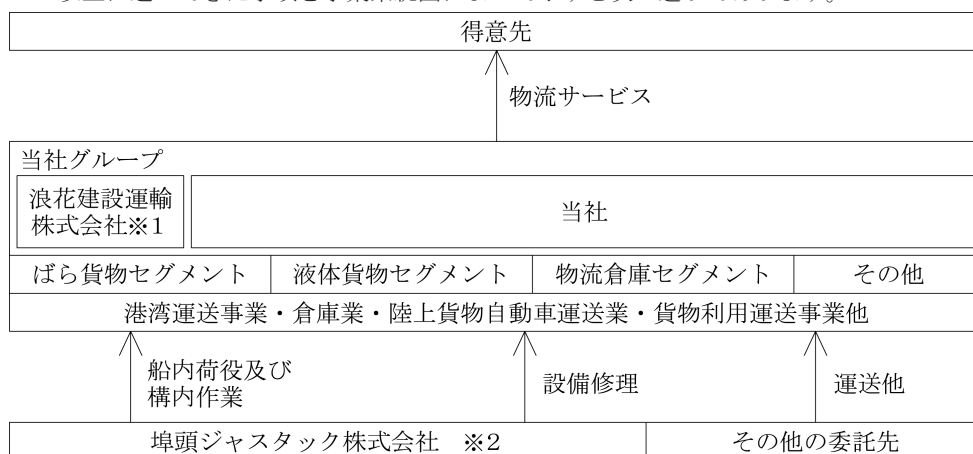 得意先
物流サービス
当社グループ
浪花建設運輸
株式会社※1
当社
ばら貨物セグメント
液体貨物セグメント
物流倉庫セグメント
その他
港湾運送事業・倉庫業・陸上貨物自動車運送業・貨物利用運送事業他
船内荷役及び
構内作業
設備修理
運送他
埠頭ジャスタック株式会社 ※2
その他の委託先